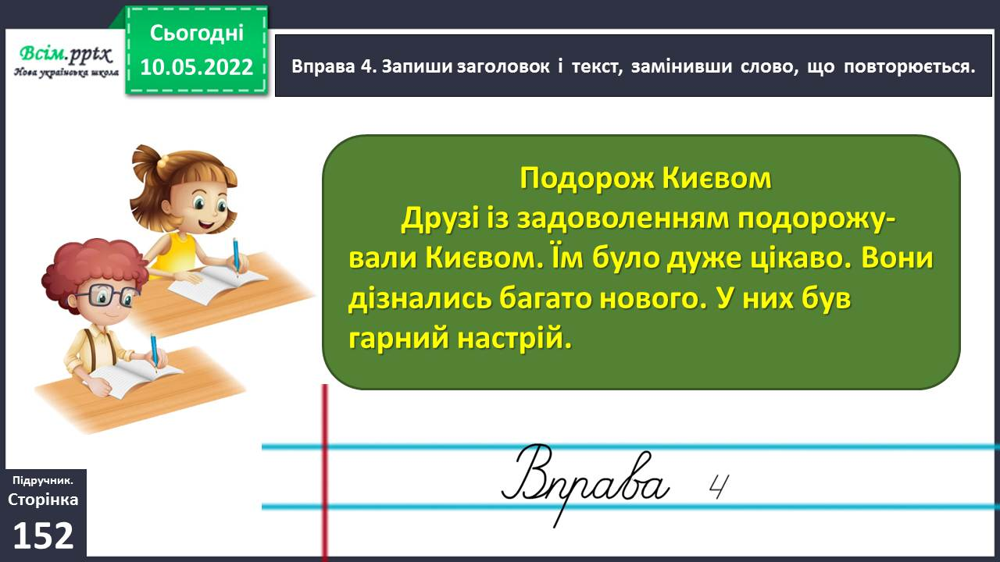 Всім.pptx
Нова українська школа
Сьогодні
10.05.2022
Вправа 4. Запиши заголовок і текст, замінивши слово, що повторюється.
Подорож Києвом
Друзі із задоволенням подорожу-
вали Києвом. Їм було дуже цікаво. Вони
дізнались багато нового. У них був
гарний настрій.
Вправа 4
Підручник.
Сторінка
152